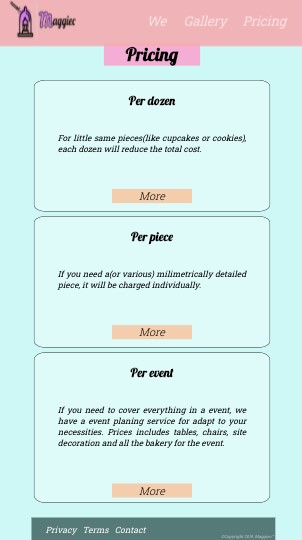 Maggiec
We Gallery Pricing
Pricing
Per dozen
For little same pieces(like cupcakes or cookies),
each dozen will reduce the total cost.
More
Per piece
If you need a(or various) milimetrically detailed
piece, it will be charged individually.
More
Per event
If you need to cover everything in a event, we
have a event planing service for adapt to your
necessities. Prices includes tables, chairs, site
decoration and all the bakery for the event.
More
Privacy Terms Contact